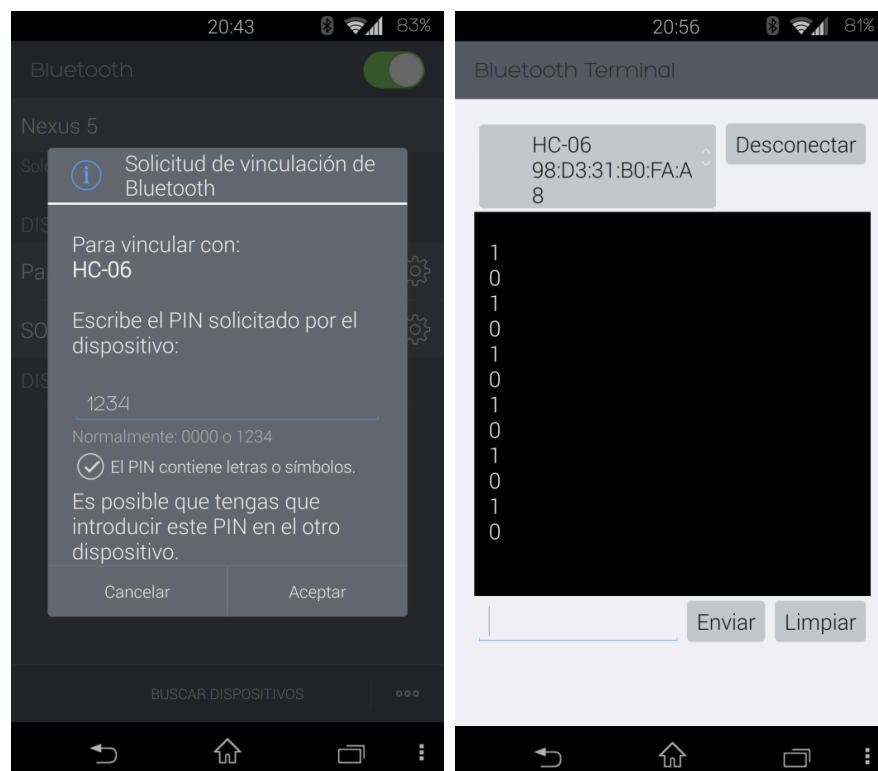 20:43
83%
Bluetooth
Nexus 5
Solicitud de vinculación de
Bluetooth
DIS
Pa
SO
DIS
Para vincular con:
HC-06
Escribe el PIN solicitado por el
dispositivo:
1234
Normalmente: 0000 o 1234
El PIN contiene letras o símbolos.
Es posible que tengas que
introducir este PIN en el otro
dispositivo.
Cancelar
Aceptar
BUSCAR DISPOSITIVOS
20:56
81%
Bluetooth Terminal
HC-06
98:D3:31:B0:FA:A
8
Desconectar
1
0
1
0
1
0
1
0
1
0
1
0
Enviar
Limpiar